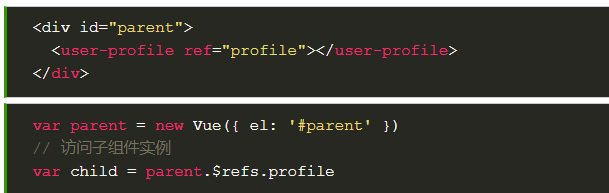 <div id="parent">
  <user-profile ref="profile"></user-profile>
</div>
var parent = new Vue({ el: '#parent' })
// 访问子组件实例
var child = parent.$refs.profile